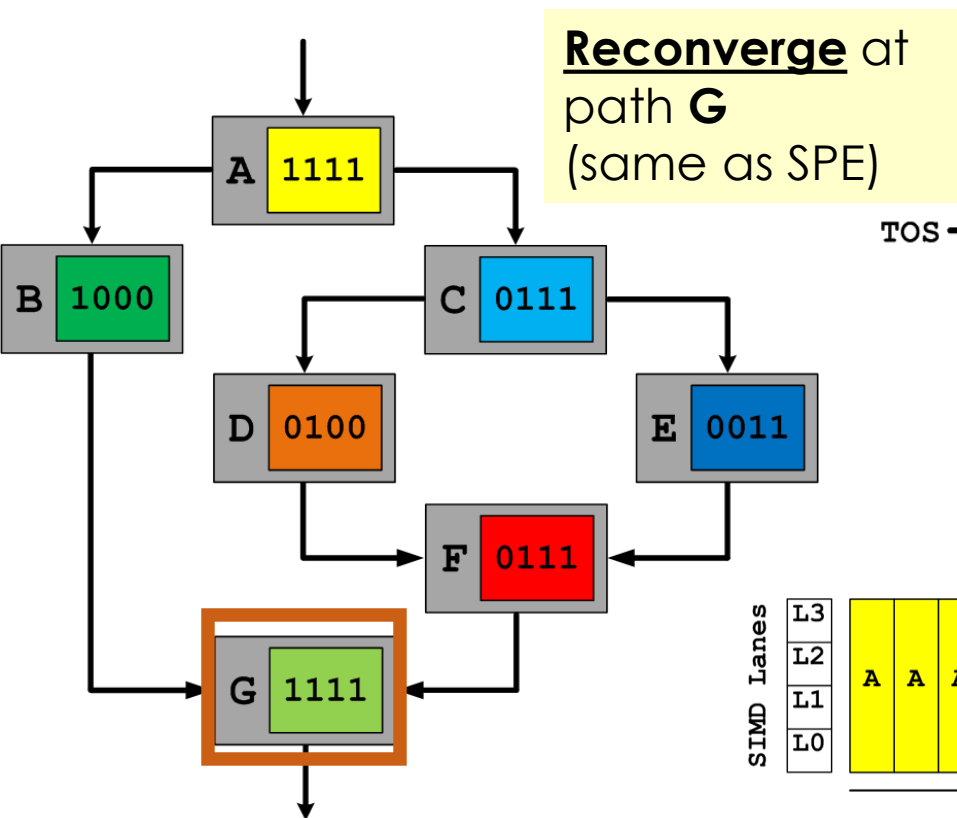 Reconverge at
path G
(same as SPE)
A 1111
TOS
B 1000
C 0111
D 0100
E 0011
F 0111
G 1111
SIMD Lanes
L3
L2
L1
L0
A A